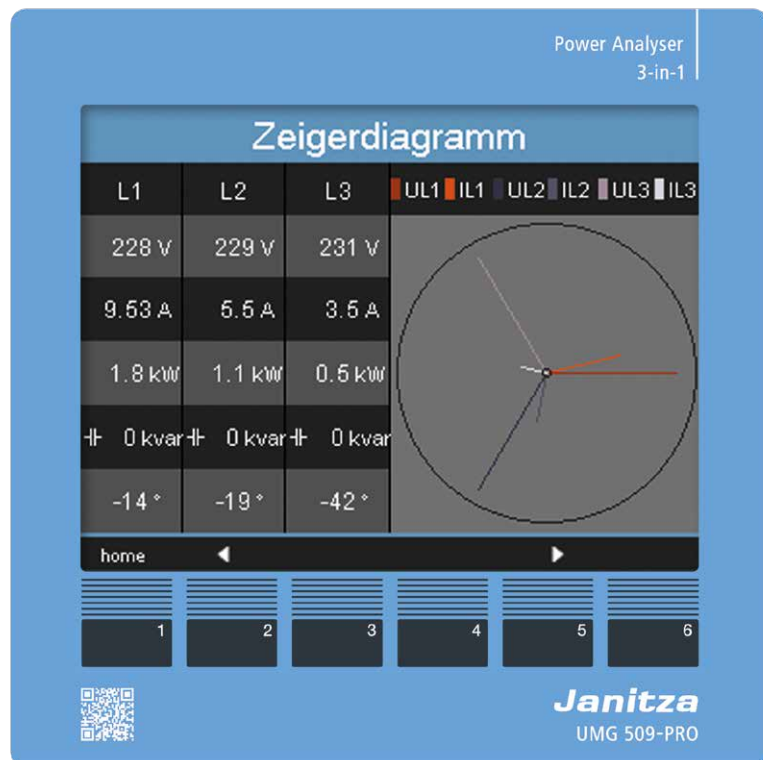 Power Analyser
3-in-1
Zeigerdiagramm
L1 L2 L3 UL1 IL1 UL2 IL2 UL3 IL3
228 V 229 V 231 V
9.53 A 5.5 A 3.5 A
1.8 kW 1.1 kW 0.5 kW
0 kvar 0 kvar 0 kvar
-14 ° -19 ° -42 °
home
1 2 3 4 5 6
Janitza
UMG 509-PRO